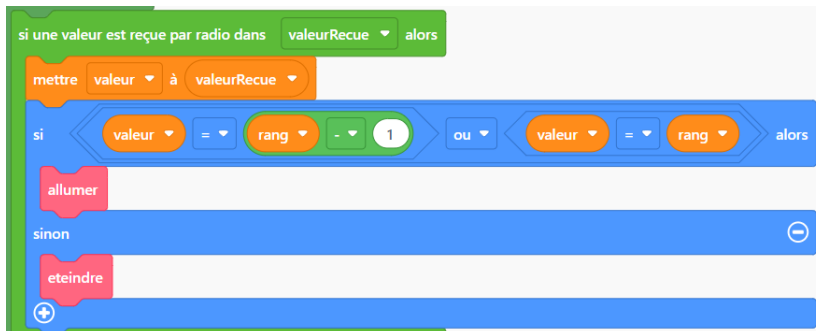 si une valeur est reçue par radio dans valeurRecue alors
mettre valeur à valeurRecue
si valeur = rang - 1 ou valeur = rang alors
allumer
sinon
eteindre